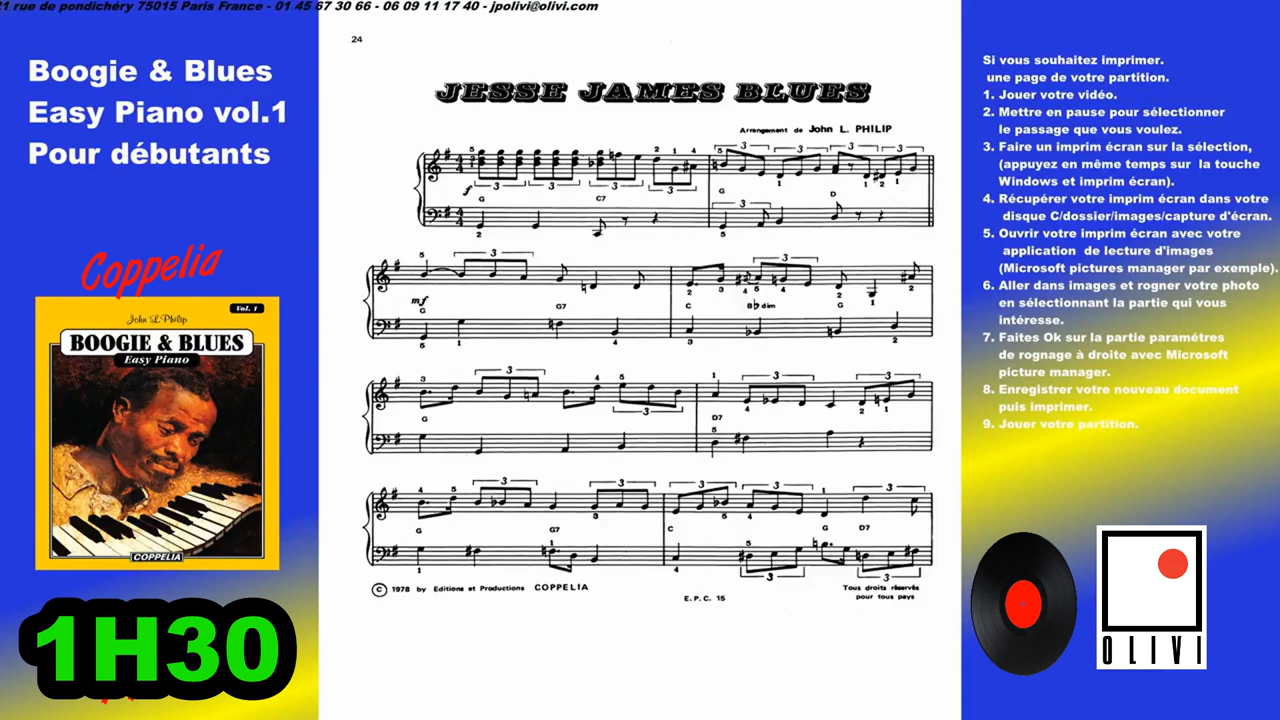 21 rue de pondichéry 75015 Paris France - 01 45 67 30 66 - 06 09 11 17 40 - jpolivi@olivi.com
Boogie & Blues
Easy Piano vol.1
Pour débutants
Coppelia
Vol. 1
John L. Philip
BOOGIE & BLUES
Easy Piano
COPPELIA
1H30
24
JESSE JAMES BLUES
Arrangement de John L. PHILIP
f
G C7 G D
mf
G G7 C B♭dim G
G D7
G G7 C G D7
© 1978 by Editions et Productions COPPELIA
E.P.C. 15
Tous droits réservés
pour tous pays
Si vous souhaitez imprimer.
une page de votre partition.
1. Jouer votre vidéo.
2. Mettre en pause pour sélectionner
le passage que vous voulez.
3. Faire un imprim écran sur la sélection,
(appuyez en même temps sur la touche
Windows et imprim écran).
4. Récupérer votre imprim écran dans votre
disque C/dossier/images/capture d'écran.
5. Ouvrir votre imprim écran avec votre
application de lecture d'images
(Microsoft pictures manager par exemple).
6. Aller dans images et rogner votre photo
en sélectionnant la partie qui vous
intéresse.
7. Faites Ok sur la partie paramétres
de rognage à droite avec Microsoft
picture manager.
8. Enregistrer votre nouveau document
puis imprimer.
9. Jouer votre partition.
OLIVI